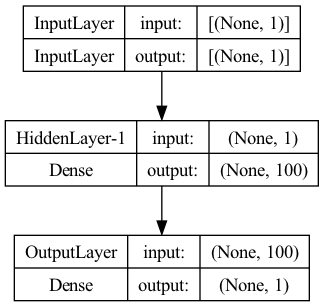 InputLayer input: [(None, 1)]
InputLayer output: [(None, 1)]
HiddenLayer-1 input: (None, 1)
Dense output: (None, 100)
OutputLayer input: (None, 100)
Dense output: (None, 1)